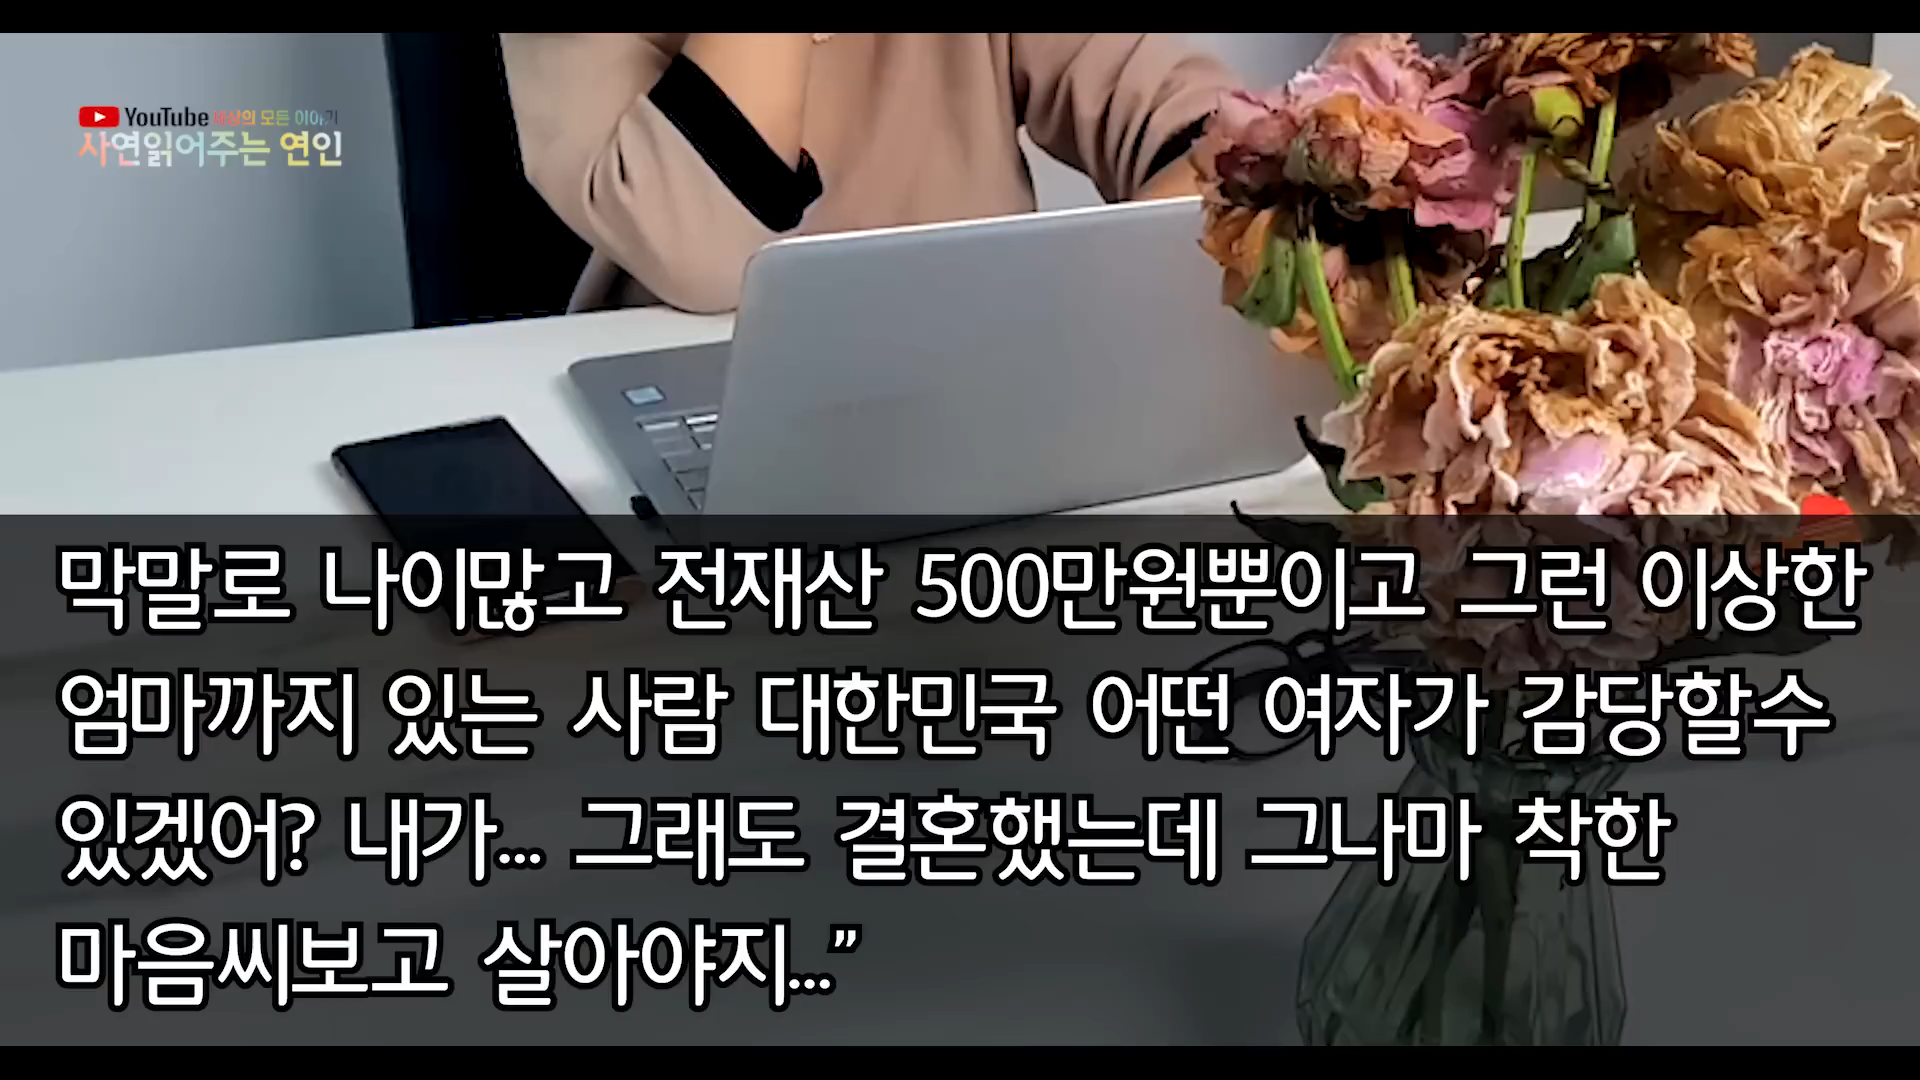 YouTube 세상의 모든 이야기
사연읽어주는 연인
막말로 나이많고 전재산 500만원뿐이고 그런 이상한
엄마까지 있는 사람 대한민국 어떤 여자가 감당할수
있겠어? 내가... 그래도 결혼했는데 그나마 착한
마음씨보고 살아야지...”